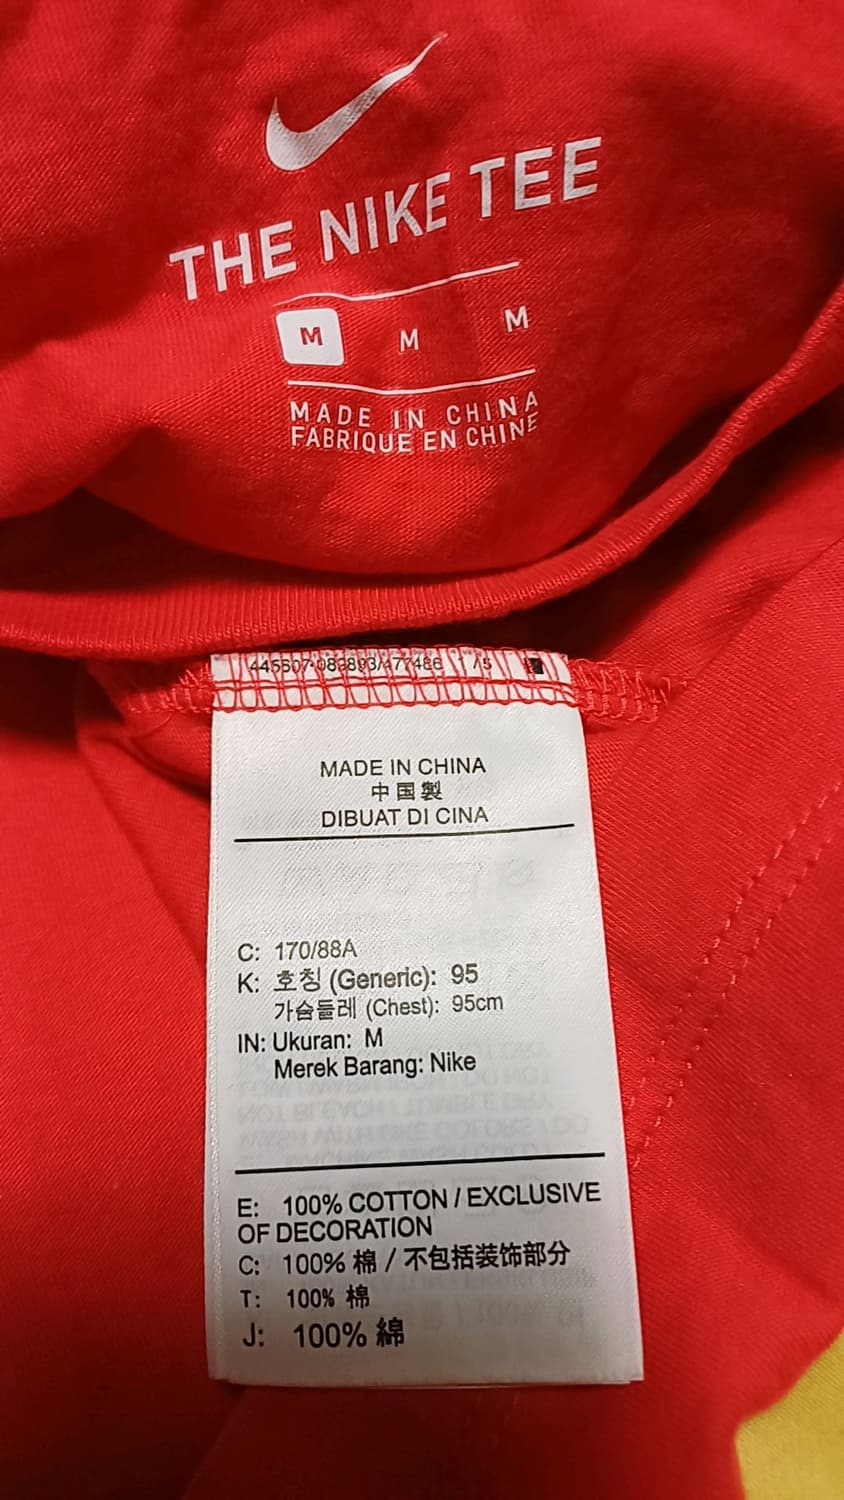 THE NIKE TEE
M M M
MADE IN CHINA
FABRIQUE EN CHINE
MADE IN CHINA
中国製
DIBUAT DI CINA
C: 170/88A
K: 호칭 (Generic): 95
가슴둘레 (Chest): 95cm
IN: Ukuran: M
Merek Barang: Nike
E: 100% COTTON / EXCLUSIVE
OF DECORATION
C: 100% 棉 / 不包括装饰部分
T: 100% 棉
J: 100% 綿